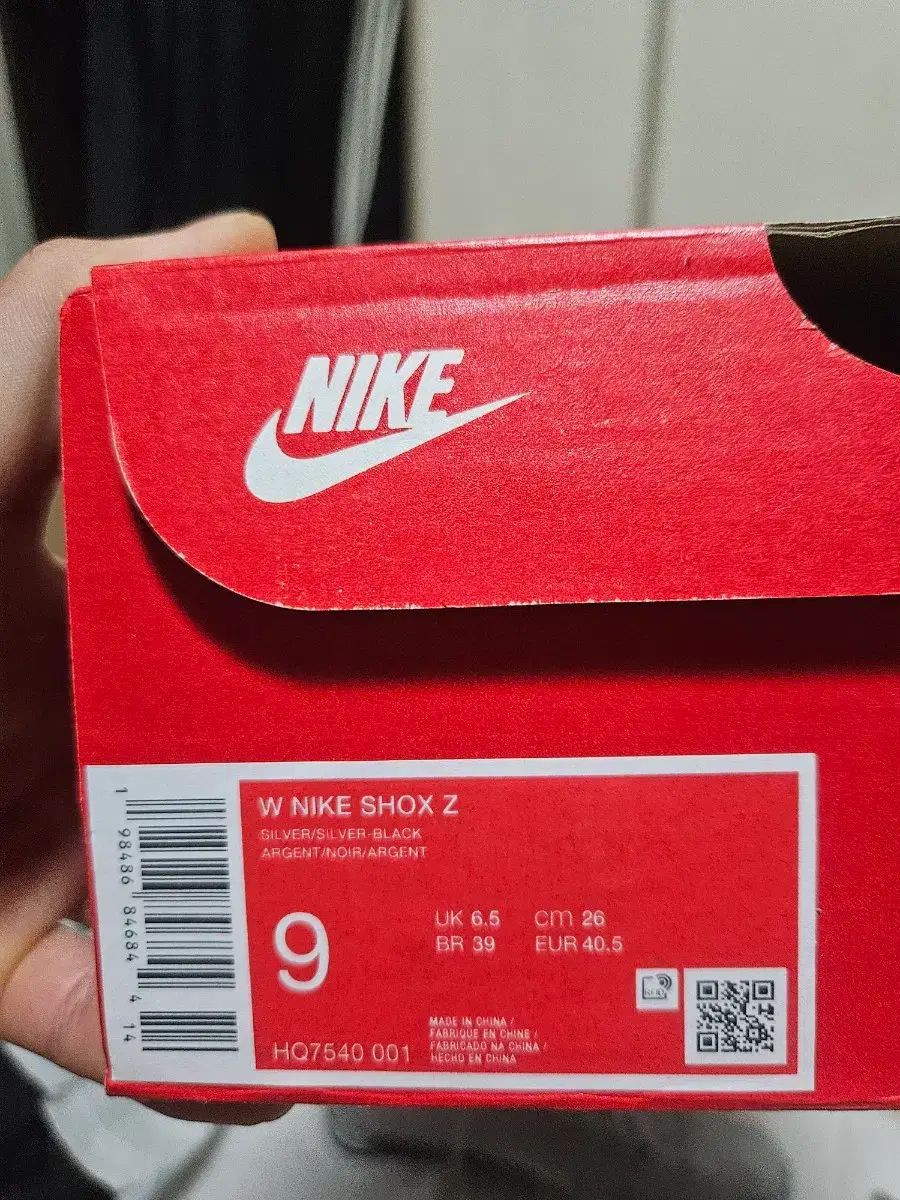 NIKE
W NIKE SHOX Z
SILVER/SILVER-BLACK
ARGENT/NOIR/ARGENT
9
UK 6.5 cm 26
BR 39 EUR 40.5
RFID
HQ7540 001
MADE IN CHINA /
FABRIQUE EN CHINE /
FABRICADO NA CHINA /
HECHO EN CHINA
1 98486 84684 4 14